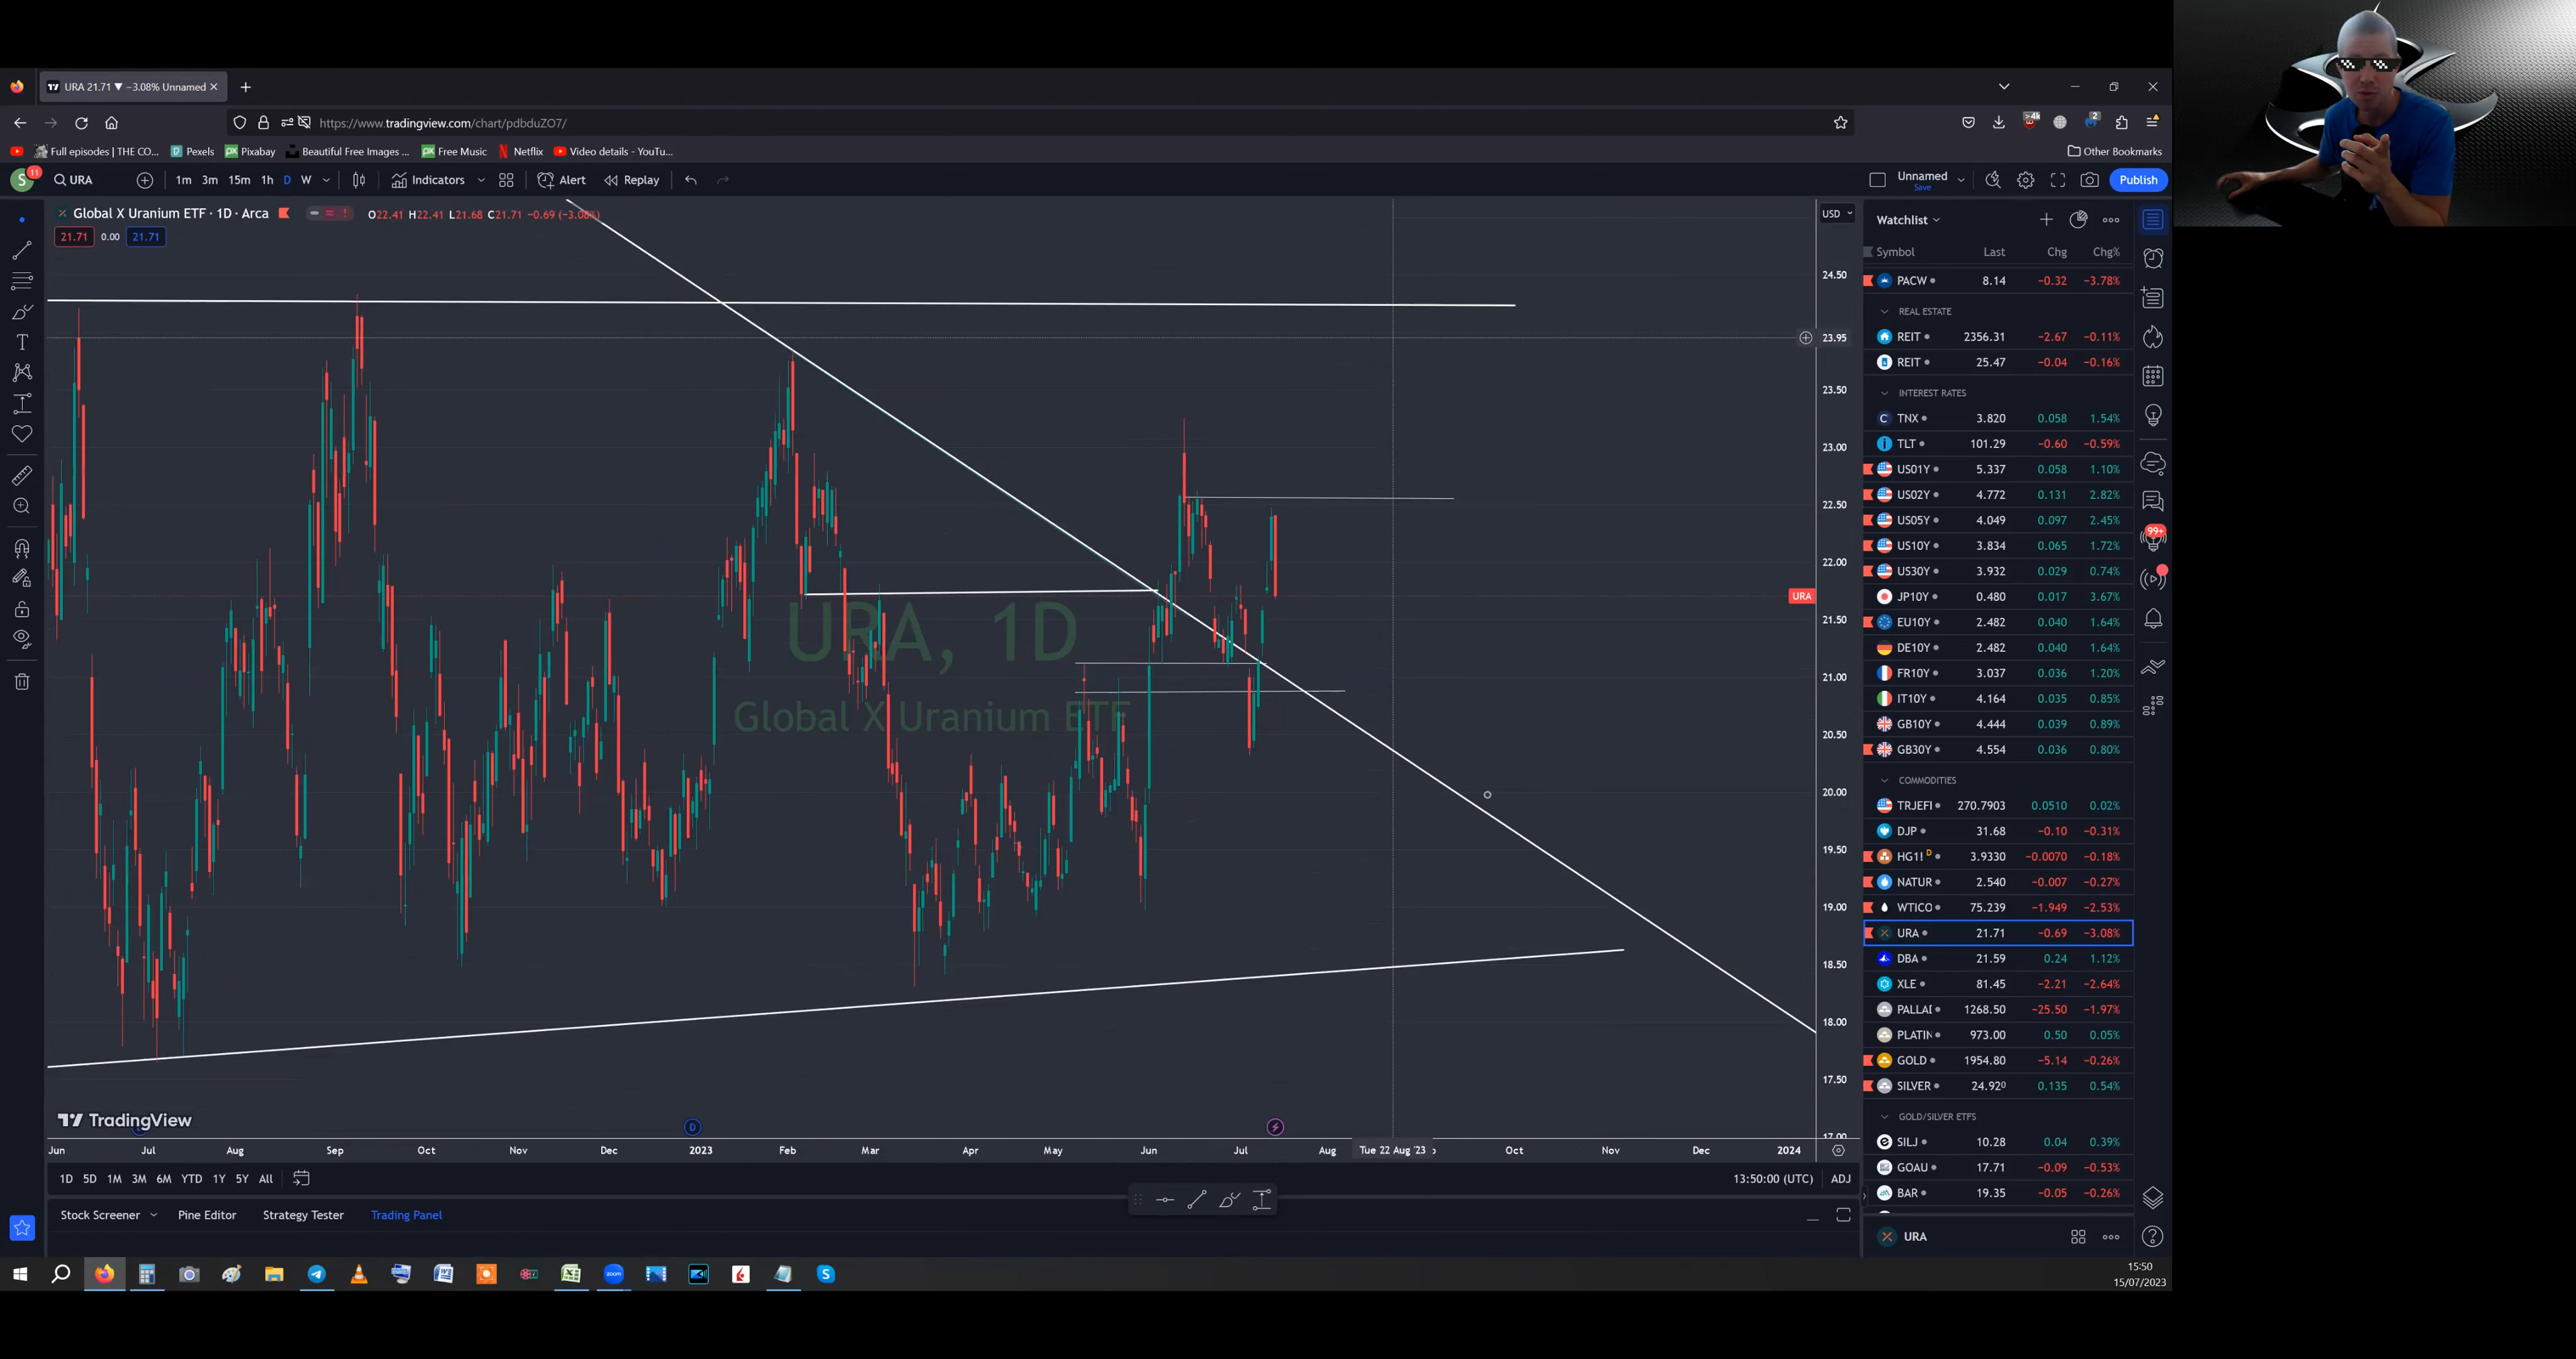 URA 21.71 ▼ −3.08% Unnamed
https://www.tradingview.com/chart/pdbduZO7/
>4k
2
Full episodes | THE CO...
Pexels
Pixabay
Beautiful Free Images ...
Free Music
Netflix
Video details - YouTu...
Other Bookmarks
S 11 URA 1m 3m 15m 1h D W Indicators Alert Replay Unnamed Save Publish
Global X Uranium ETF · 1D · Arca O22.41 H22.41 L21.68 C21.71 −0.69 (−3.08%)
21.71 0.00 21.71
USD
24.50
23.95
23.50
23.00
22.50
22.00
URA
21.50
21.00
20.50
20.00
19.50
19.00
18.50
18.00
17.50
17.00
URA, 1D
Global X Uranium ETF
TradingView
D
Jun Jul Aug Sep Oct Nov Dec 2023 Feb Mar Apr May Jun Jul Aug Tue 22 Aug '23 Oct Nov Dec 2024
1D 5D 1M 3M 6M YTD 1Y 5Y All 13:50:00 (UTC) ADJ
Stock Screener Pine Editor Strategy Tester Trading Panel
Watchlist
Symbol Last Chg Chg%
PACW 8.14 −0.32 −3.78%
REAL ESTATE
REIT 2356.31 −2.67 −0.11%
REIT 25.47 −0.04 −0.16%
INTEREST RATES
TNX 3.820 0.058 1.54%
TLT 101.29 −0.60 −0.59%
US01Y 5.337 0.058 1.10%
US02Y 4.772 0.131 2.82%
US05Y 4.049 0.097 2.45%
US10Y 3.834 0.065 1.72%
US30Y 3.932 0.029 0.74%
JP10Y 0.480 0.017 3.67%
EU10Y 2.482 0.040 1.64%
DE10Y 2.482 0.040 1.64%
FR10Y 3.037 0.036 1.20%
IT10Y 4.164 0.035 0.85%
GB10Y 4.444 0.039 0.89%
GB30Y 4.554 0.036 0.80%
COMMODITIES
TRJEFI 270.7903 0.0510 0.02%
DJP 31.68 −0.10 −0.31%
HG1! D 3.9330 −0.0070 −0.18%
NATUR 2.540 −0.007 −0.27%
WTICO 75.239 −1.949 −2.53%
URA 21.71 −0.69 −3.08%
DBA 21.59 0.24 1.12%
XLE 81.45 −2.21 −2.64%
PALLAI 1268.50 −25.50 −1.97%
PLATIN 973.00 0.50 0.05%
GOLD 1954.80 −5.14 −0.26%
SILVER 24.920 0.135 0.54%
GOLD/SILVER ETFS
SILJ 10.28 0.04 0.39%
GOAU 17.71 −0.09 −0.53%
BAR 19.35 −0.05 −0.26%
URA
99+
zoom
15:50
15/07/2023